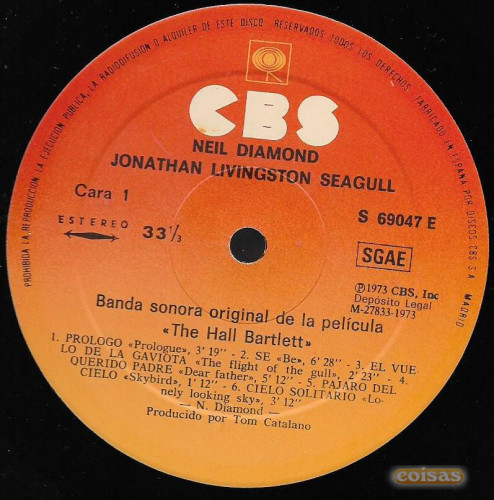 PROHIBIDA LA REPRODUCCION, LA EJECUCION PUBLICA, LA RADIODIFUSION O ALQUILER DE ESTE DISCO. RESERVADOS TODOS LOS DERECHOS. FABRICADO EN ESPAÑA POR DISCOS CBS, S.A. MADRID
CBS
NEIL DIAMOND
JONATHAN LIVINGSTON SEAGULL
Cara 1
S 69047 E
ESTEREO
33 1/3
SGAE
Ⓟ1973 CBS, Inc
Depósito Legal
M-27833-1973
Banda sonora original de la película
«The Hall Bartlett»
1. PROLOGO «Prologue», 3' 19'' - 2. SE «Be», 6' 28'' - 3. EL VUE
LO DE LA GAVIOTA «The flight of the gull», 2' 23'' - 4.
QUERIDO PADRE «Dear father», 5' 12'' - 5. PAJARO DEL
CIELO «Skybird», 1' 12'' - 6. CIELO SOLITARIO «Lo-
nely looking sky», 3' 12''
— N. Diamond —
Producido por Tom Catalano
coisas